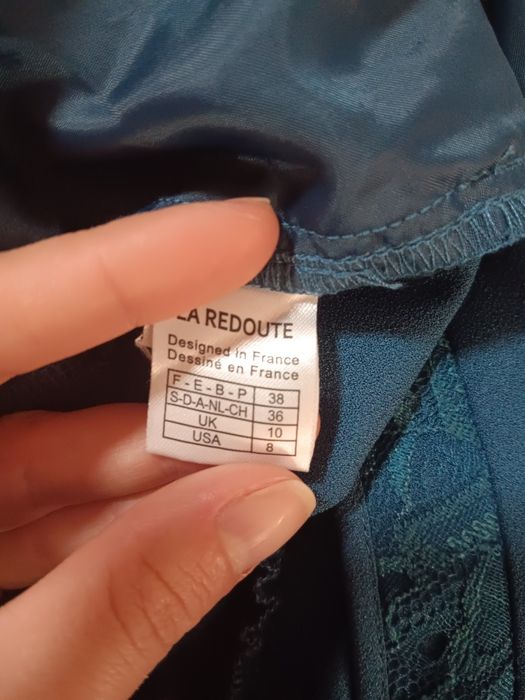 LA REDOUTE
Designed in France
Dessiné en France
F - E - B - P 38
S-D-A-NL-CH 36
UK 10
USA 8